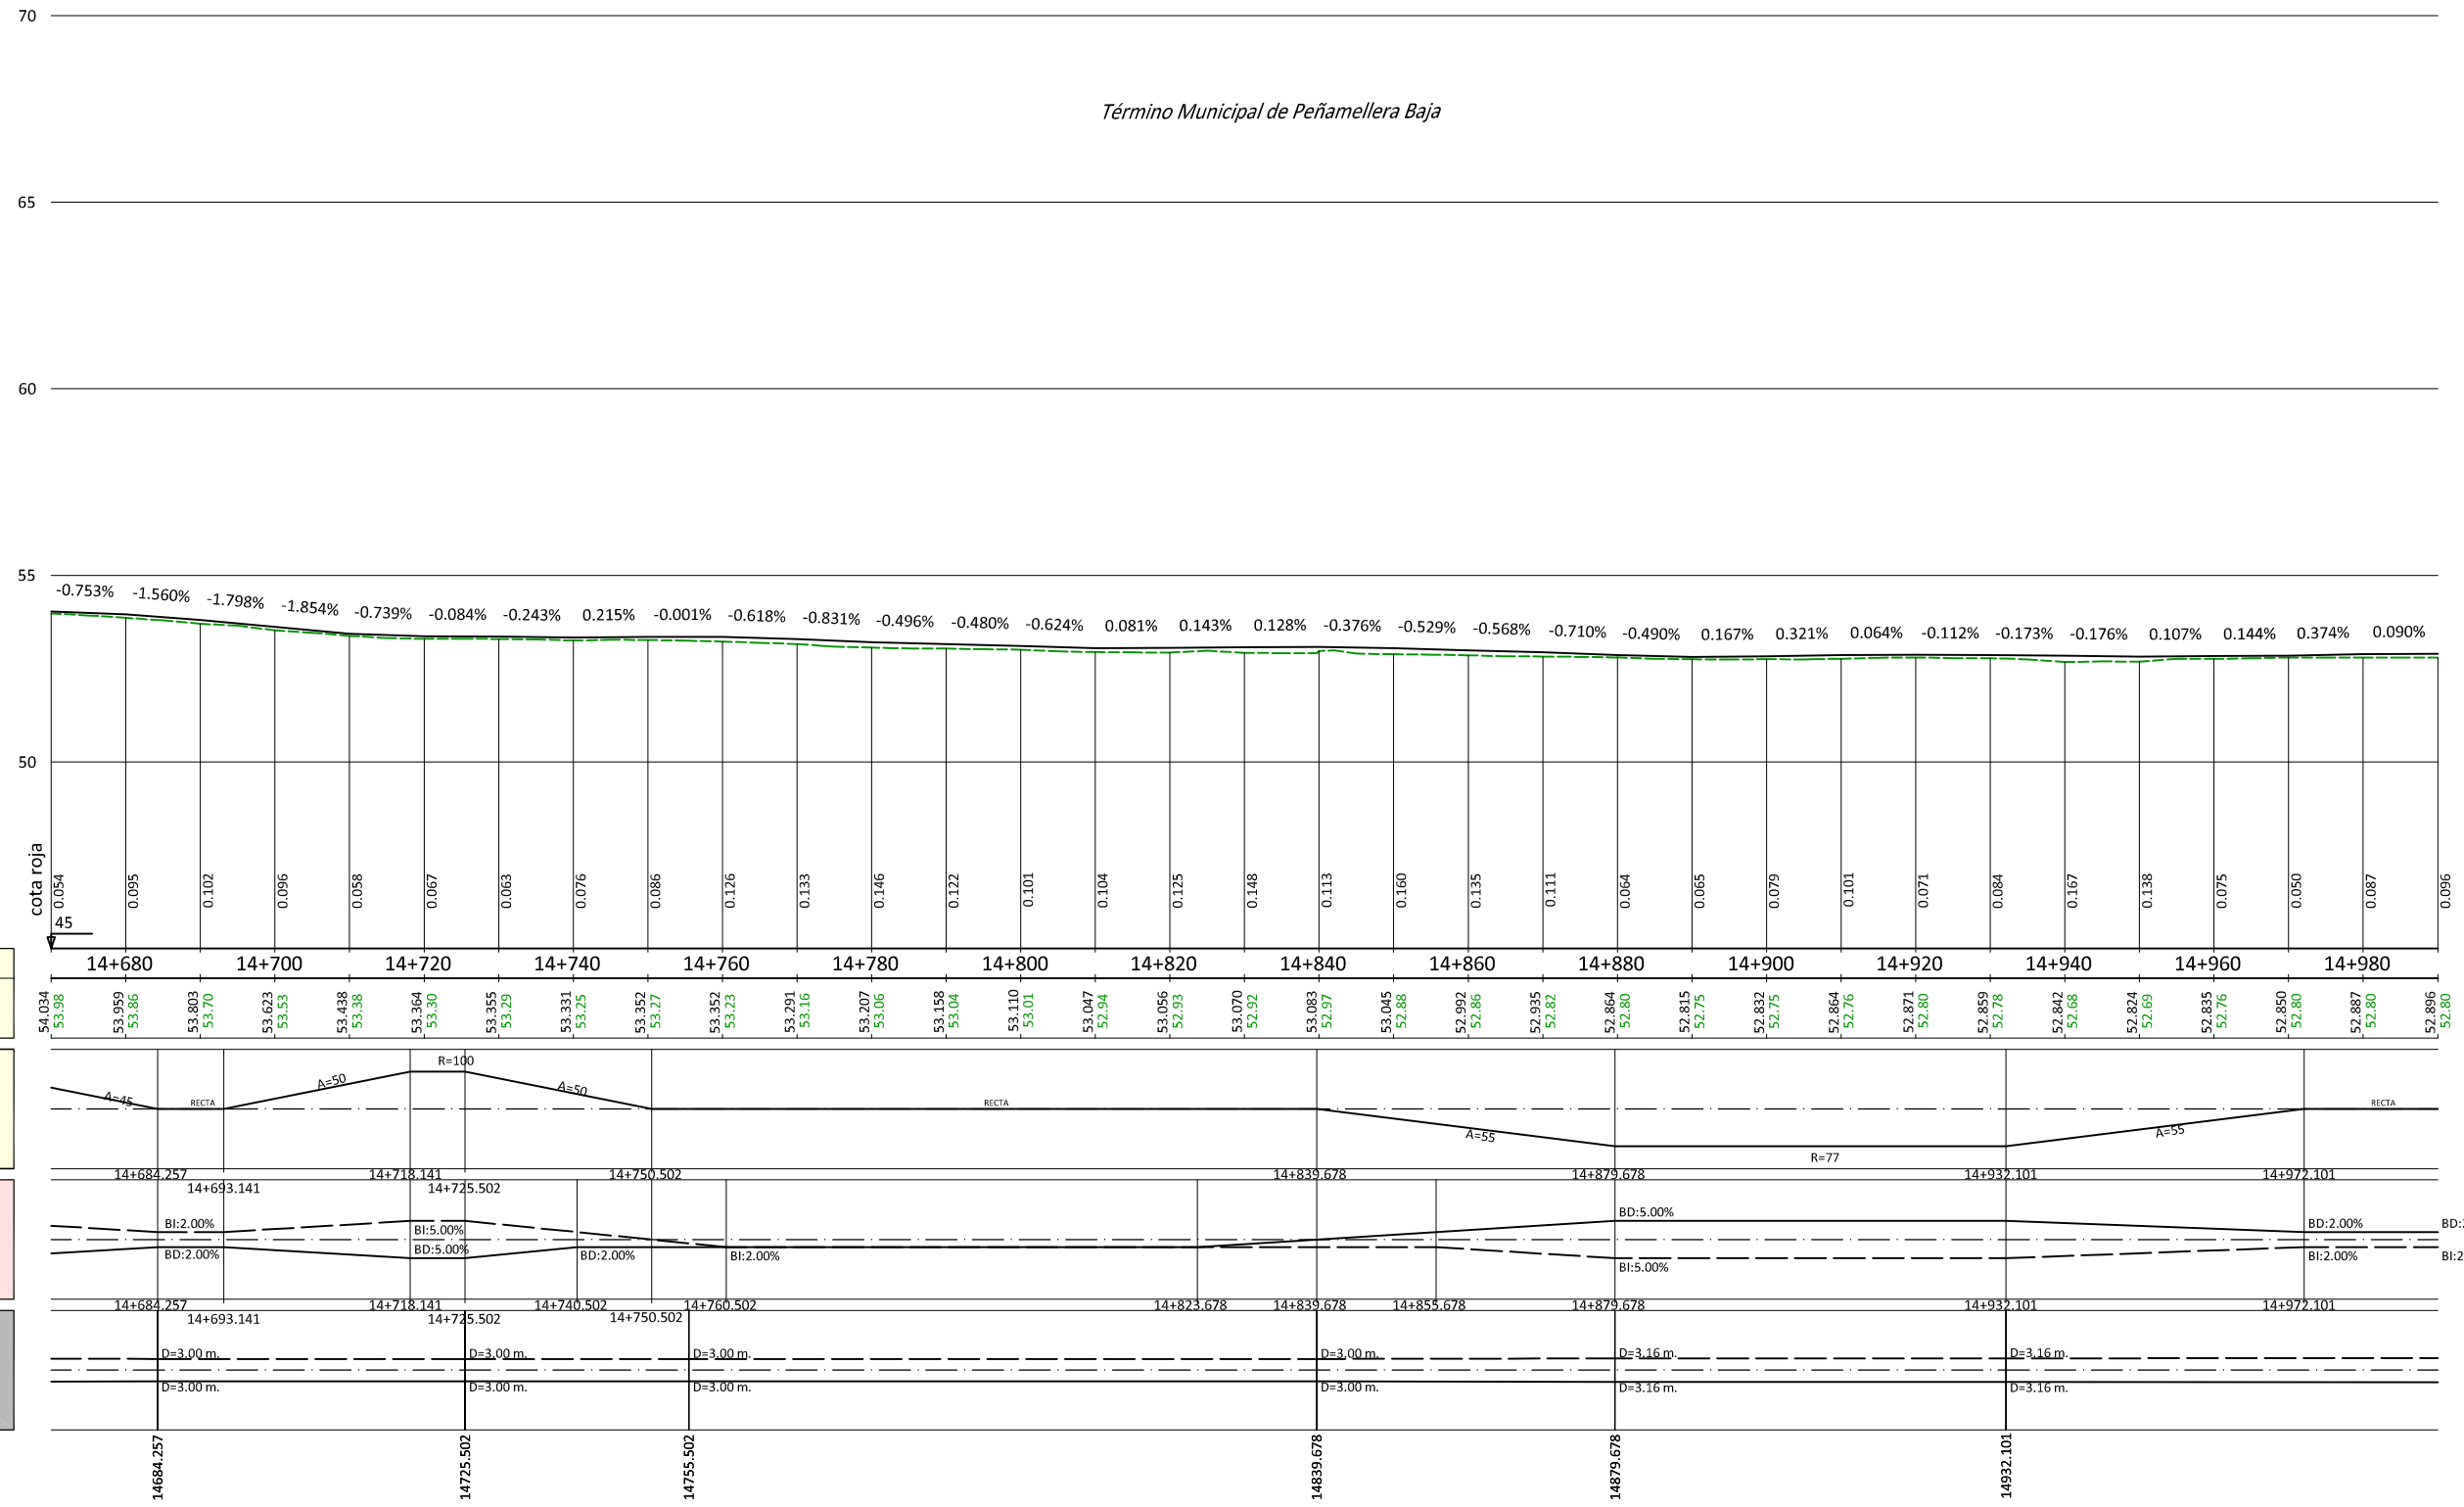 70
Término Municipal de Peñamellera Baja
65
60
55
-0.753% -1.560% -1.798% -1.854% -0.739% -0.084% -0.243% 0.215% -0.001% -0.618% -0.831% -0.496% -0.480% -0.624% 0.081% 0.143% 0.128% -0.376% -0.529% -0.568% -0.710% -0.490% 0.167% 0.321% 0.064% -0.112% -0.173% -0.176% 0.107% 0.144% 0.374% 0.090%
50
cota roja
0.054 0.095 0.102 0.096 0.058 0.067 0.063 0.076 0.086 0.126 0.133 0.146 0.122 0.101 0.104 0.125 0.148 0.113 0.160 0.135 0.111 0.064 0.065 0.079 0.101 0.071 0.084 0.167 0.138 0.075 0.050 0.087 0.096
45
14+680 14+700 14+720 14+740 14+760 14+780 14+800 14+820 14+840 14+860 14+880 14+900 14+920 14+940 14+960 14+980
54.034 53.959 53.803 53.623 53.438 53.364 53.355 53.331 53.352 53.352 53.291 53.207 53.158 53.110 53.047 53.056 53.070 53.083 53.045 52.992 52.935 52.864 52.815 52.832 52.864 52.871 52.859 52.842 52.824 52.835 52.850 52.887 52.896
53.98 53.86 53.70 53.53 53.38 53.30 53.29 53.25 53.27 53.23 53.16 53.06 53.04 53.01 52.94 52.93 52.92 52.97 52.88 52.86 52.82 52.80 52.75 52.75 52.76 52.80 52.78 52.68 52.69 52.76 52.80 52.80 52.80
A=45 RECTA A=50 R=100 A=50 RECTA A=55 R=77 A=55 RECTA
14+684.257 14+718.141 14+750.502 14+839.678 14+879.678 14+932.101 14+972.101
14+693.141 14+725.502
BI:2.00% BI:5.00% BD:5.00% BD:2.00% BD:2
BD:2.00% BD:5.00% BD:2.00% BI:2.00% BI:5.00% BI:2.00% BI:2
14+684.257 14+718.141 14+740.502 14+760.502 14+823.678 14+839.678 14+855.678 14+879.678 14+932.101 14+972.101
14+693.141 14+725.502 14+750.502
D=3.00 m. D=3.00 m. D=3.00 m. D=3.00 m. D=3.16 m. D=3.16 m.
D=3.00 m. D=3.00 m. D=3.00 m. D=3.00 m. D=3.16 m. D=3.16 m.
14684.257 14725.502 14755.502 14839.678 14879.678 14932.101